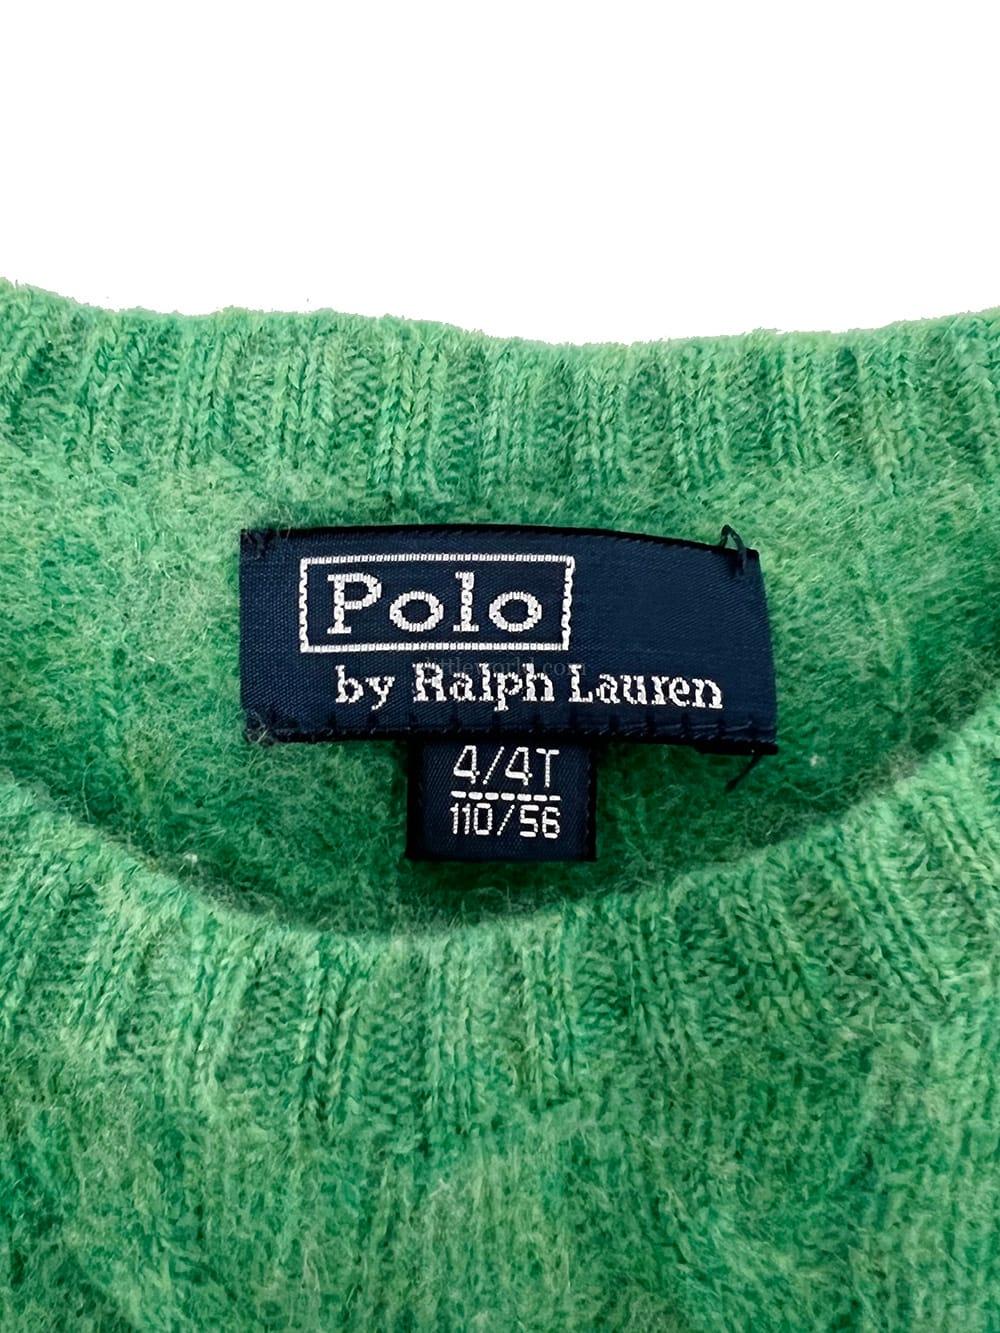 Polo
by Ralph Lauren
4/4T
110/56